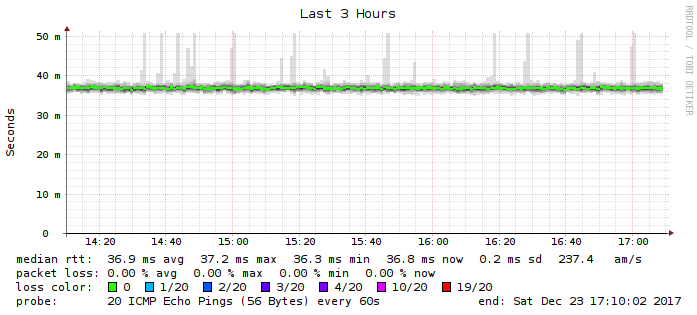 Last 3 Hours
RRDTOOL / TOBI OETIKER
Seconds
50 m
40 m
30 m
20 m
10 m
0
14:20 14:40 15:00 15:20 15:40 16:00 16:20 16:40 17:00
median rtt: 36.9 ms avg 37.2 ms max 36.3 ms min 36.8 ms now 0.2 ms sd 237.4 am/s
packet loss: 0.00 % avg 0.00 % max 0.00 % min 0.00 % now
loss color: 0 1/20 2/20 3/20 4/20 10/20 19/20
probe: 20 ICMP Echo Pings (56 Bytes) every 60s end: Sat Dec 23 17:10:02 2017